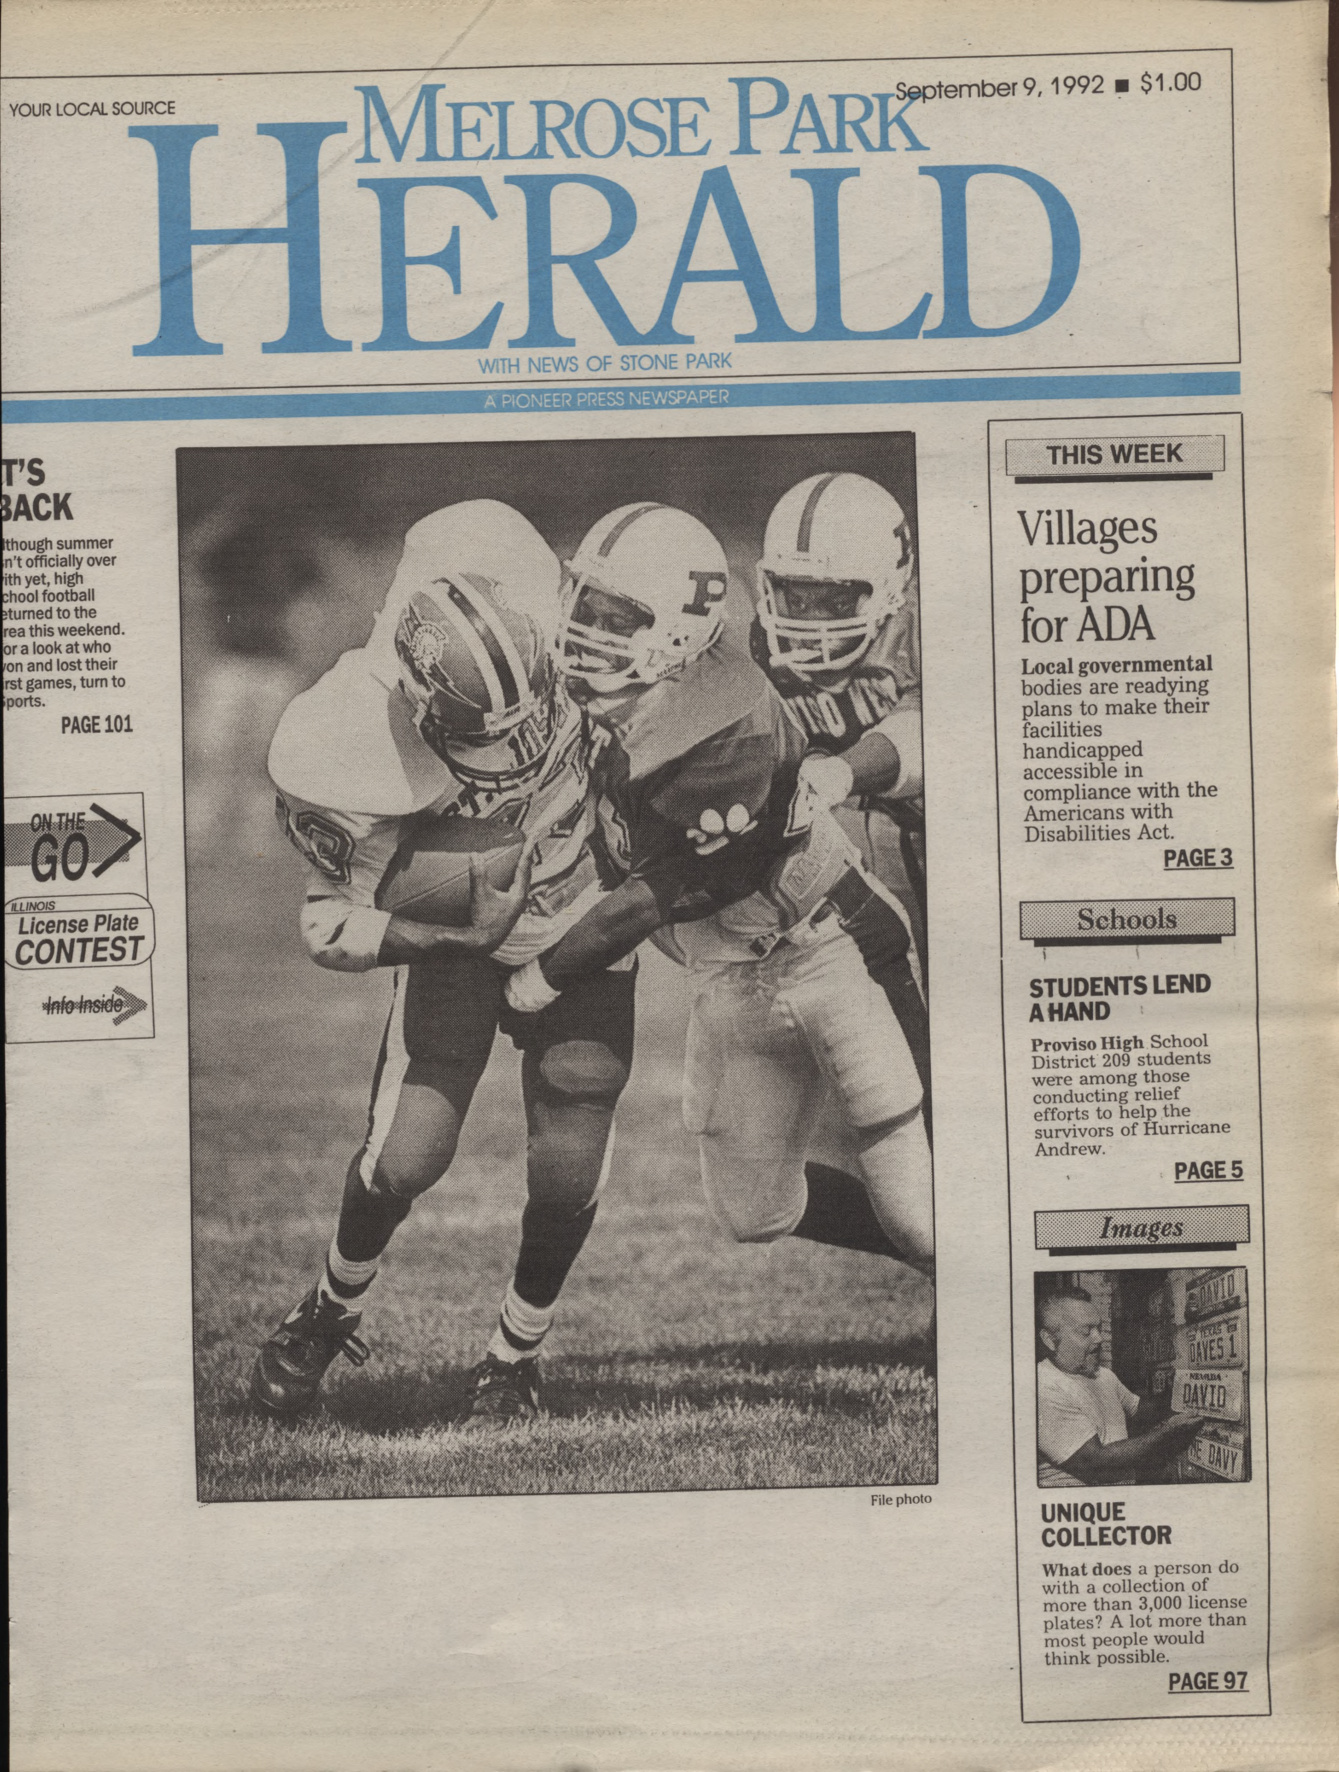 YOUR LOCAL SOURCE
September 9, 1992 ■ $1.00
MELROSE PARK
HERALD
WITH NEWS OF STONE PARK
A PIONEER PRESS NEWSPAPER
T'S
BACK
lthough summer
n't officially over
ith yet, high
chool football
eturned to the
rea this weekend.
or a look at who
on and lost their
rst games, turn to
ports.
PAGE 101
ON THE
GO
ILLINOIS
License Plate
CONTEST
Info Inside
P
13
File photo
THIS WEEK
Villages
preparing
for ADA
Local governmental
bodies are readying
plans to make their
facilities
handicapped
accessible in
compliance with the
Americans with
Disabilities Act.
PAGE 3
Schools
STUDENTS LEND
A HAND
Proviso High School
District 209 students
were among those
conducting relief
efforts to help the
survivors of Hurricane
Andrew.
PAGE 5
Images
DAVID
TEXAS
DAVES 1
NEVADA
DAVID
DAVY
UNIQUE
COLLECTOR
What does a person do
with a collection of
more than 3,000 license
plates? A lot more than
most people would
think possible.
PAGE 97